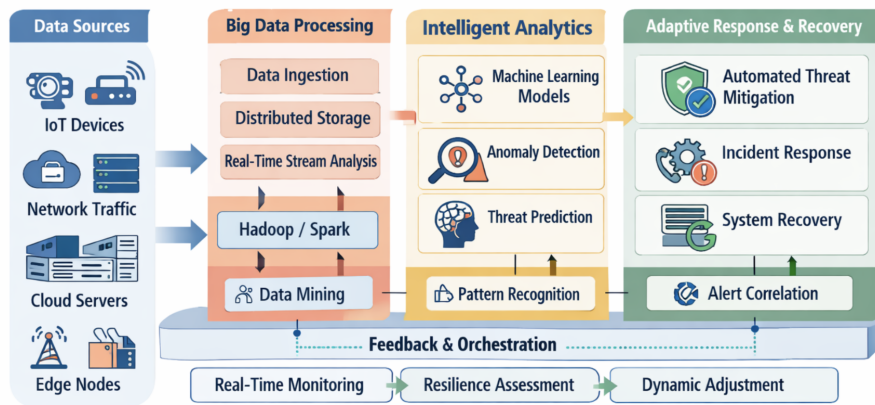 Data Sources
IoT Devices
Network Traffic
Cloud Servers
Edge Nodes
Big Data Processing
Data Ingestion
Distributed Storage
Real-Time Stream Analysis
Hadoop / Spark
Data Mining
Intelligent Analytics
Machine Learning
Models
Anomaly Detection
Threat Prediction
Pattern Recognition
Adaptive Response & Recovery
Automated Threat
Mitigation
Incident Response
System Recovery
Alert Correlation
Feedback & Orchestration
Real-Time Monitoring
Resilience Assessment
Dynamic Adjustment